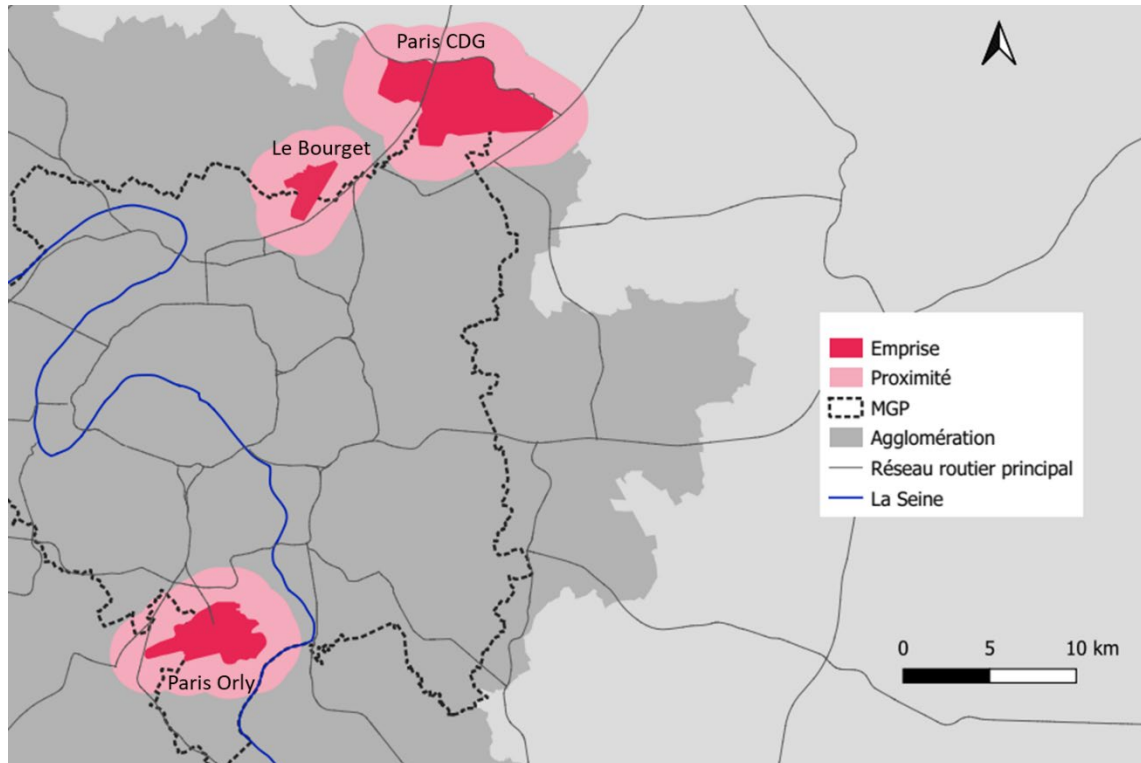 Paris CDG
Le Bourget
Emprise
Proximité
MGP
Agglomération
Réseau routier principal
La Seine
0 5 10 km
Paris Orly